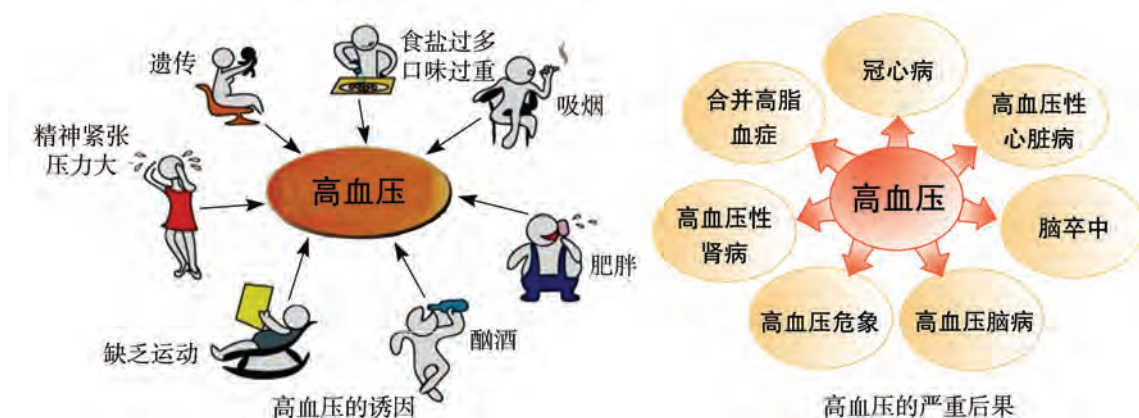 遗传
食盐过多
口味过重
吸烟
精神紧张
压力大
高血压
肥胖
缺乏运动
酗酒
高血压的诱因
冠心病
合并高脂
血症
高血压性
心脏病
高血压
高血压性
肾病
脑卒中
高血压危象
高血压脑病
高血压的严重后果